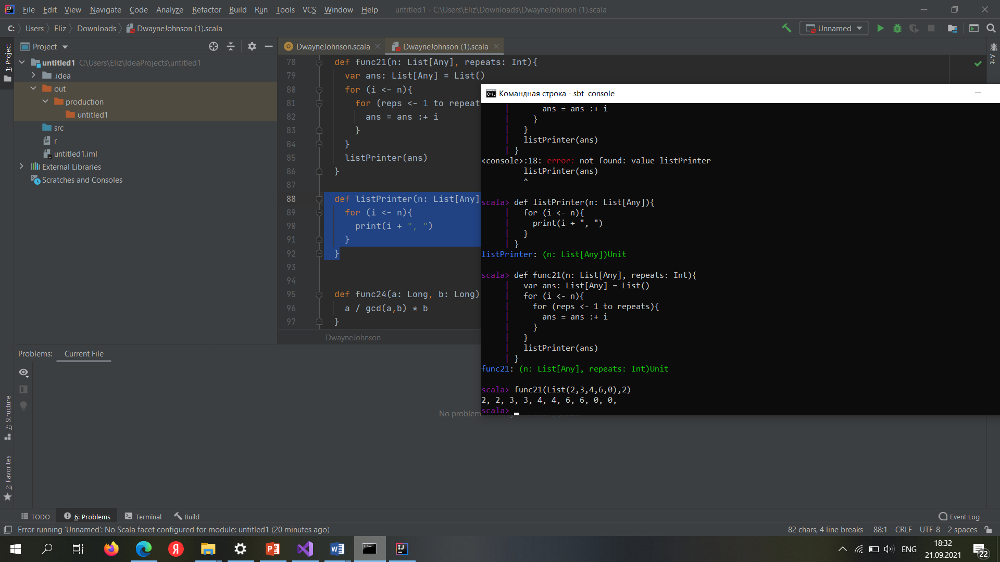 File Edit View Navigate Code Analyze Refactor Build Run Tools VCS Window Help untitled1 - C:\Users\Eliz\Downloads\DwayneJohnson (1).scala
C: Users Eliz Downloads DwayneJohnson (1).scala
Unnamed
1: Project
Project
untitled1 C:\Users\Eliz\IdeaProjects\untitled1
.idea
out
production
untitled1
src
r
untitled1.iml
External Libraries
Scratches and Consoles
DwayneJohnson.scala
DwayneJohnson (1).scala
Ant
78 def func21(n: List[Any], repeats: Int){
79 var ans: List[Any] = List()
80 for (i <- n){
81 for (reps <- 1 to repeat
82 ans = ans :+ i
83 }
84 }
85 listPrinter(ans)
86 }
87
88 def listPrinter(n: List[Any]
89 for (i <- n){
90 print(i + ", ")
91 }
92 }
93
94
95 def func24(a: Long, b: Long)
96 a / gcd(a,b) * b
97 }
DwayneJohnson
Командная строка - sbt console
| ans = ans :+ i
| }
| }
| listPrinter(ans)
| }
<console>:18: error: not found: value listPrinter
listPrinter(ans)
^
scala> def listPrinter(n: List[Any]){
| for (i <- n){
| print(i + ", ")
| }
| }
listPrinter: (n: List[Any])Unit
scala> def func21(n: List[Any], repeats: Int){
| var ans: List[Any] = List()
| for (i <- n){
| for (reps <- 1 to repeats){
| ans = ans :+ i
| }
| }
| listPrinter(ans)
| }
func21: (n: List[Any], repeats: Int)Unit
scala> func21(List(2,3,4,6,0),2)
2, 2, 3, 3, 4, 4, 6, 6, 0, 0,
scala>
Problems: Current File
No problems in DwayneJohnson (1).scala
7: Structure
2: Favorites
TODO 6: Problems Terminal Build Event Log
Error running 'Unnamed': No Scala facet configured for module: untitled1 (20 minutes ago) 82 chars, 4 line breaks 88:1 CRLF UTF-8 2 spaces
ENG
18:32
21.09.2021
22